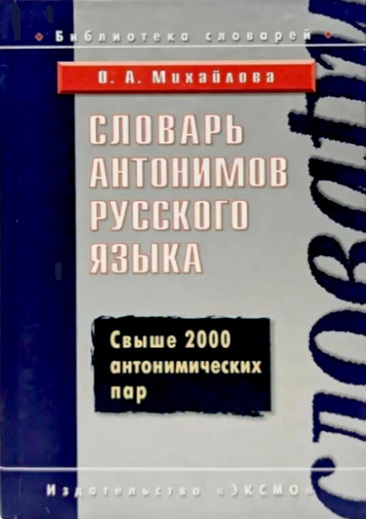 Библиотека словарей
О. А. Михайлова
СЛОВАРЬ
АНТОНИМОВ
РУССКОГО
ЯЗЫКА
Свыше 2000
антонимических
пар
словари
Издательство «ЭКСМО»